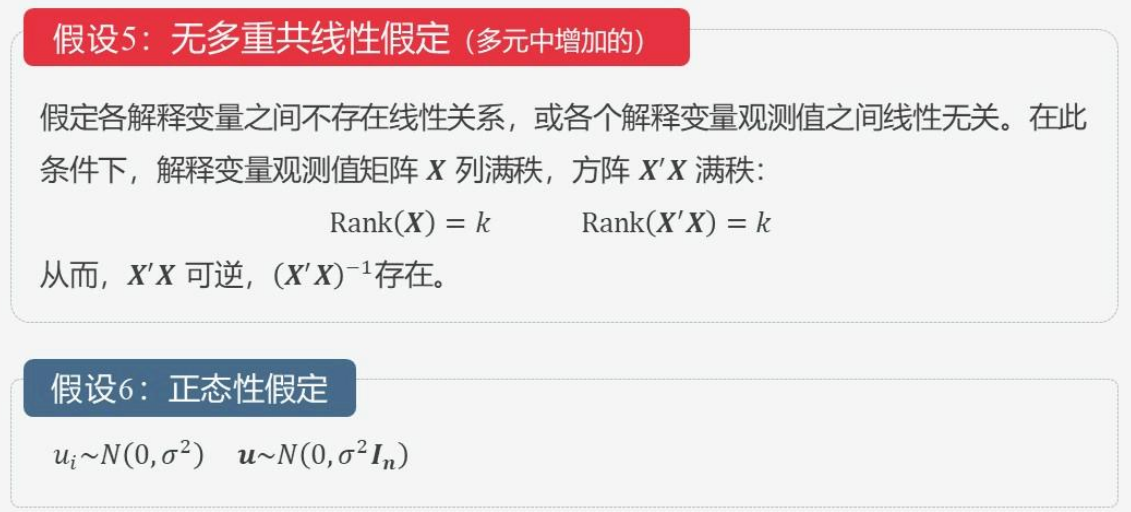 假设5：无多重共线性假定（多元中增加的）
假定各解释变量之间不存在线性关系，或各个解释变量观测值之间线性无关。在此
条件下，解释变量观测值矩阵 X 列满秩，方阵 X′X 满秩：
Rank(X) = k Rank(X′X) = k
从而，X′X 可逆，(X′X)⁻¹存在。
假设6：正态性假定
uᵢ~N(0, σ²) u~N(0, σ²Iₙ)